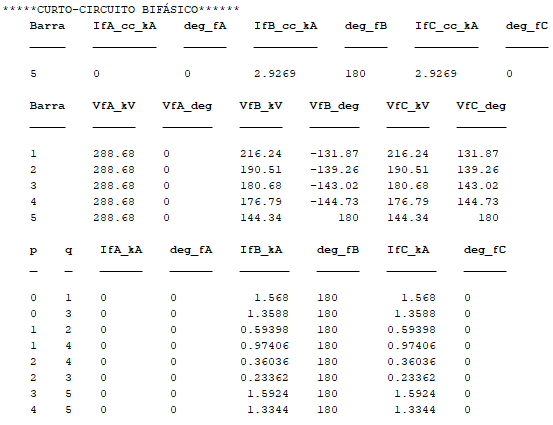 *****CURTO-CIRCUITO BIFÁSICO******
Barra IfA_cc_kA deg_fA IfB_cc_kA deg_fB IfC_cc_kA deg_fC
5 0 0 2.9269 180 2.9269 0
Barra VfA_kV VfA_deg VfB_kV VfB_deg VfC_kV VfC_deg
1 288.68 0 216.24 -131.87 216.24 131.87
2 288.68 0 190.51 -139.26 190.51 139.26
3 288.68 0 180.68 -143.02 180.68 143.02
4 288.68 0 176.79 -144.73 176.79 144.73
5 288.68 0 144.34 180 144.34 180
p q IfA_kA deg_fA IfB_kA deg_fB IfC_kA deg_fC
0 1 0 0 1.568 180 1.568 0
0 3 0 0 1.3588 180 1.3588 0
1 2 0 0 0.59398 180 0.59398 0
1 4 0 0 0.97406 180 0.97406 0
2 4 0 0 0.36036 180 0.36036 0
2 3 0 0 0.23362 180 0.23362 0
3 5 0 0 1.5924 180 1.5924 0
4 5 0 0 1.3344 180 1.3344 0